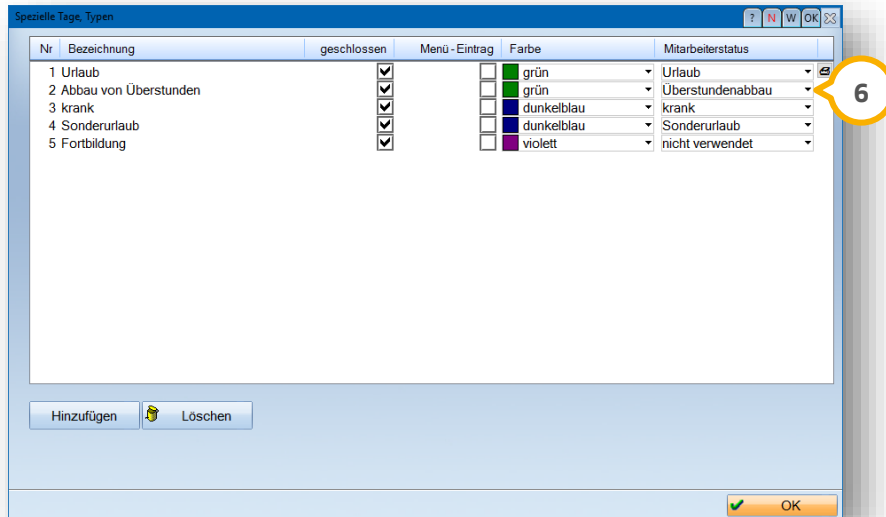 Spezielle Tage, Typen ? N W OK
Nr Bezeichnung geschlossen Menü-Eintrag Farbe Mitarbeiterstatus
1 Urlaub grün Urlaub
2 Abbau von Überstunden grün Überstundenabbau
3 krank dunkelblau krank
4 Sonderurlaub dunkelblau Sonderurlaub
5 Fortbildung violett nicht verwendet
6
Hinzufügen Löschen
OK